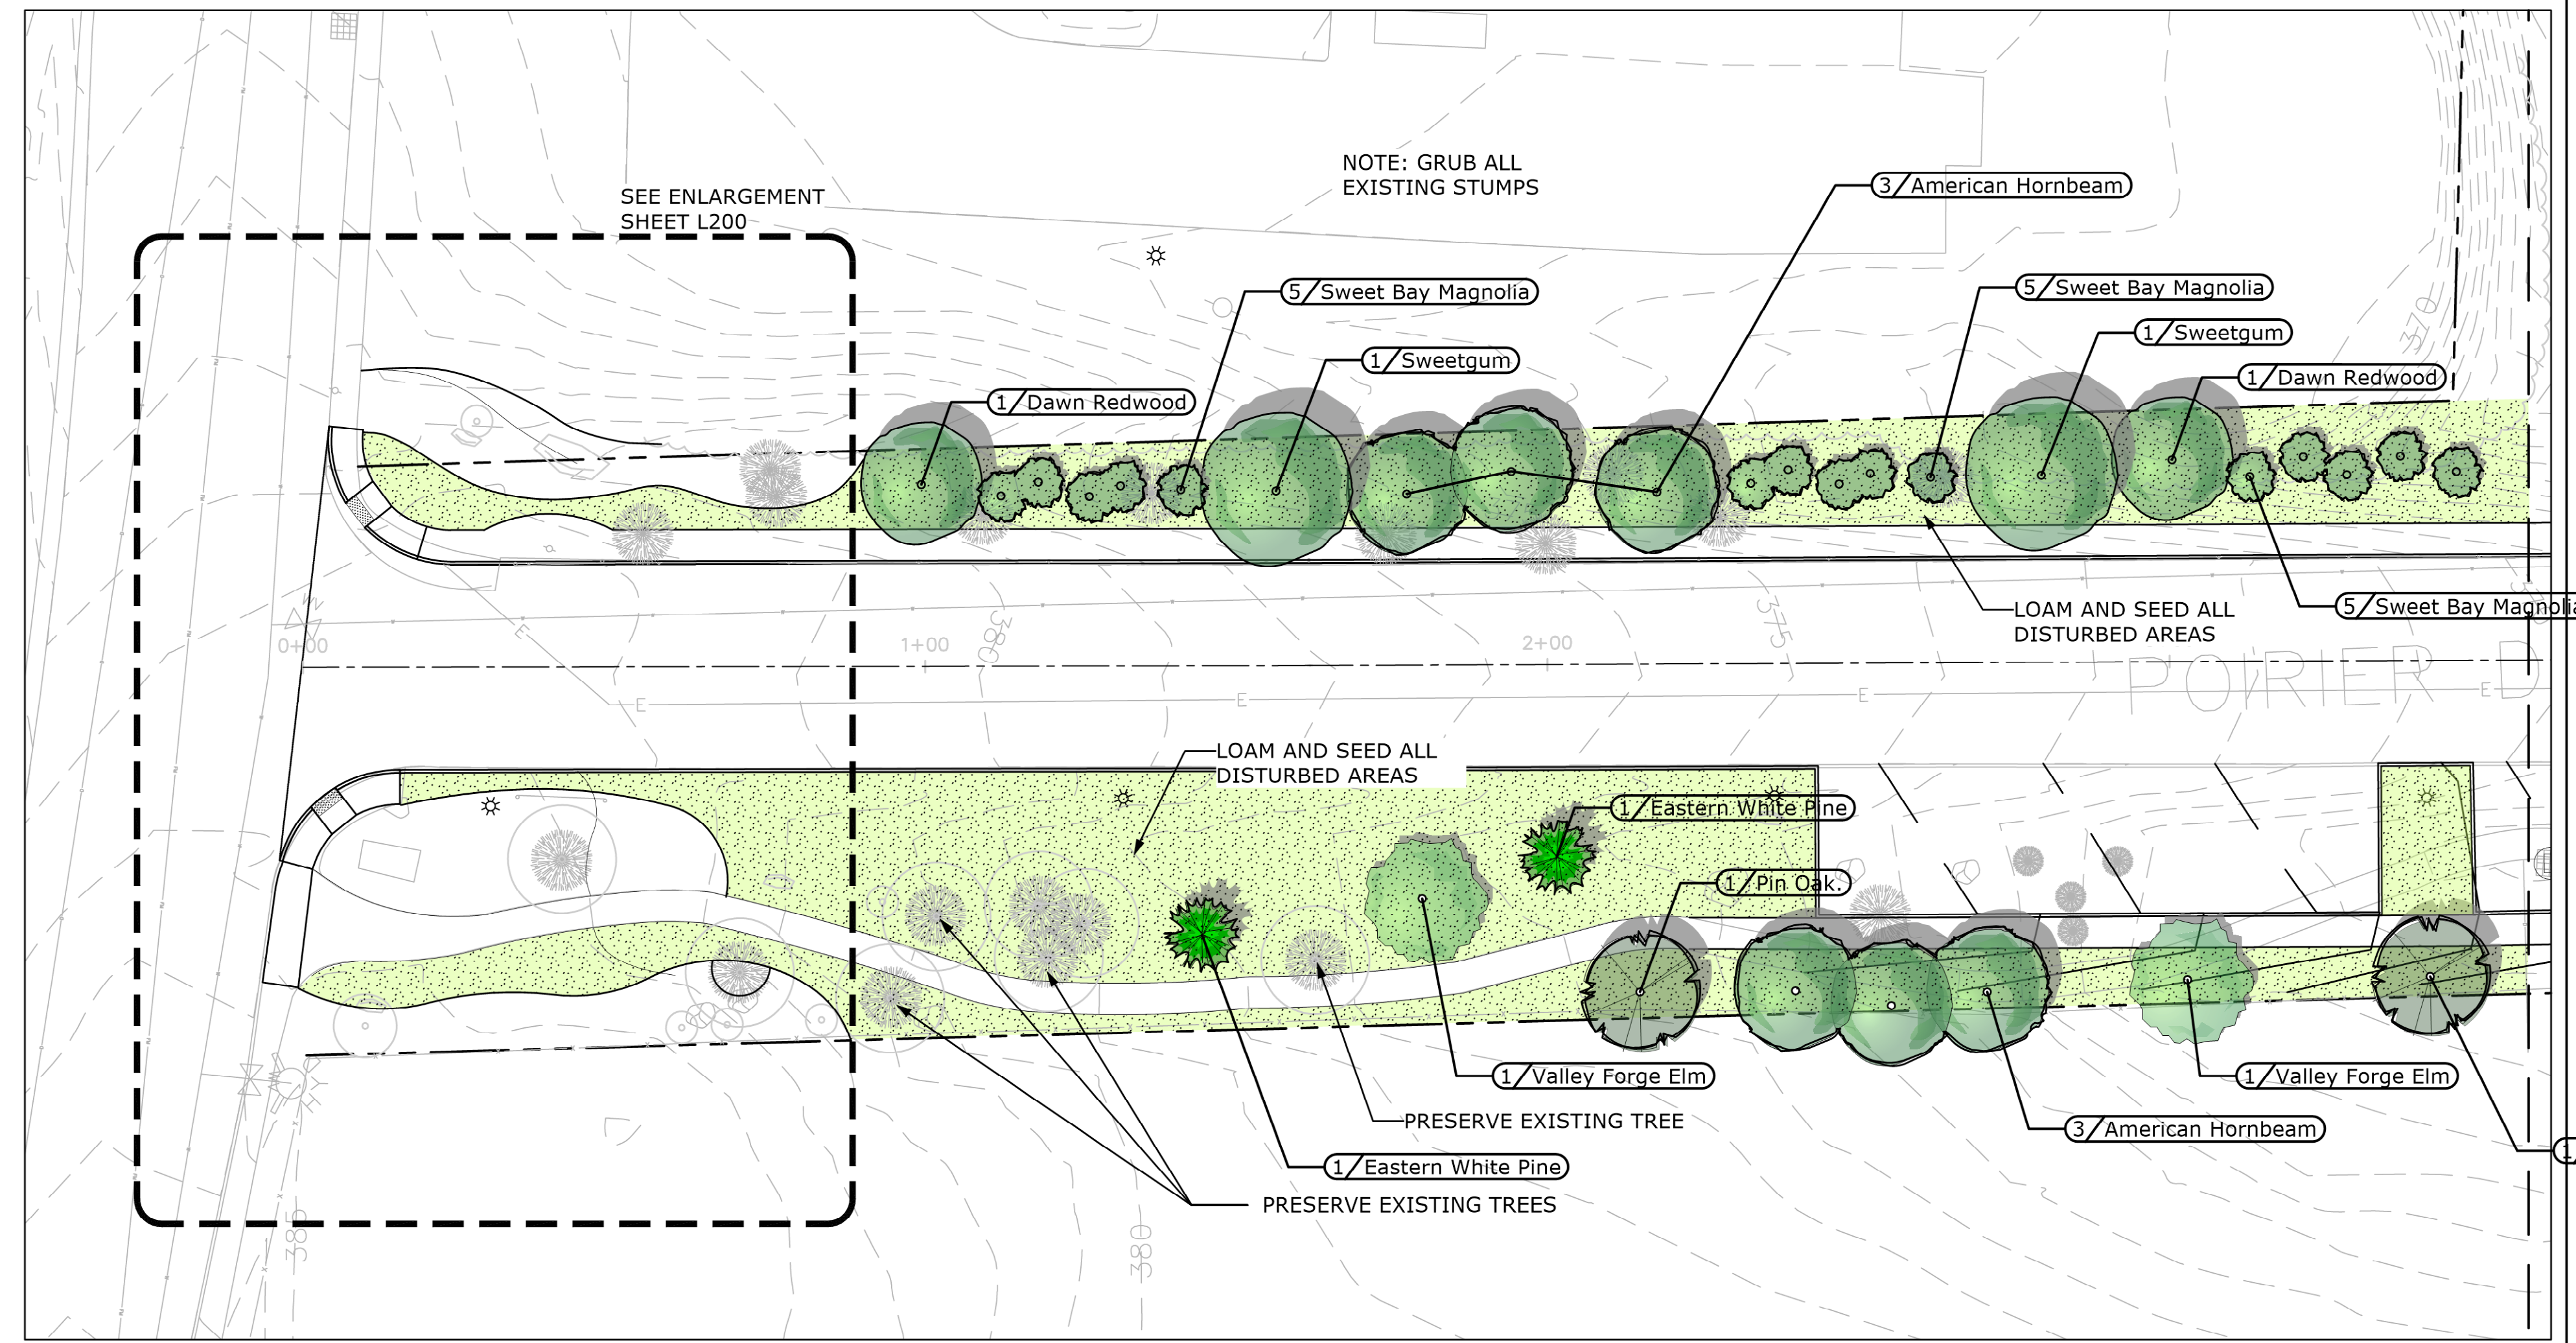 NOTE: GRUB ALL
EXISTING STUMPS
3/American Hornbeam
SEE ENLARGEMENT
SHEET L200
5/Sweet Bay Magnolia
5/Sweet Bay Magnolia
1/Sweetgum
1/Sweetgum
370
1/Dawn Redwood
1/Dawn Redwood
5/Sweet Bay Magnolia
LOAM AND SEED ALL
DISTURBED AREAS
0+00
1+00
380
2+00
375
E
POIRIER D
E
E
E
E
LOAM AND SEED ALL
DISTURBED AREAS
1/Eastern White Pine
1/Pin Oak.
1/Valley Forge Elm
1/Valley Forge Elm
PRESERVE EXISTING TREE
3/American Hornbeam
1
1/Eastern White Pine
PRESERVE EXISTING TREES
385
380